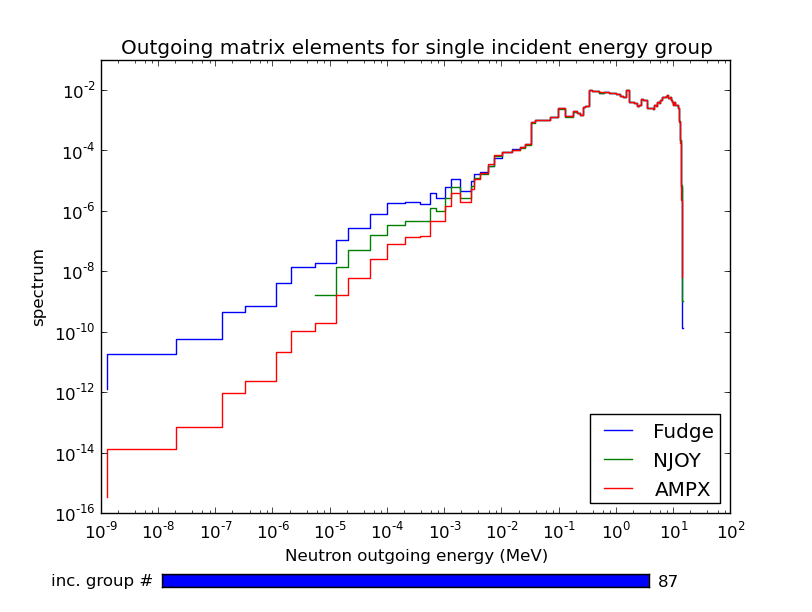 Outgoing matrix elements for single incident energy group
spectrum
10^-2
10^-4
10^-6
10^-8
10^-10
10^-12
10^-14
10^-16
Fudge
NJOY
AMPX
10^-9 10^-8 10^-7 10^-6 10^-5 10^-4 10^-3 10^-2 10^-1 10^0 10^1 10^2
Neutron outgoing energy (MeV)
inc. group # 87